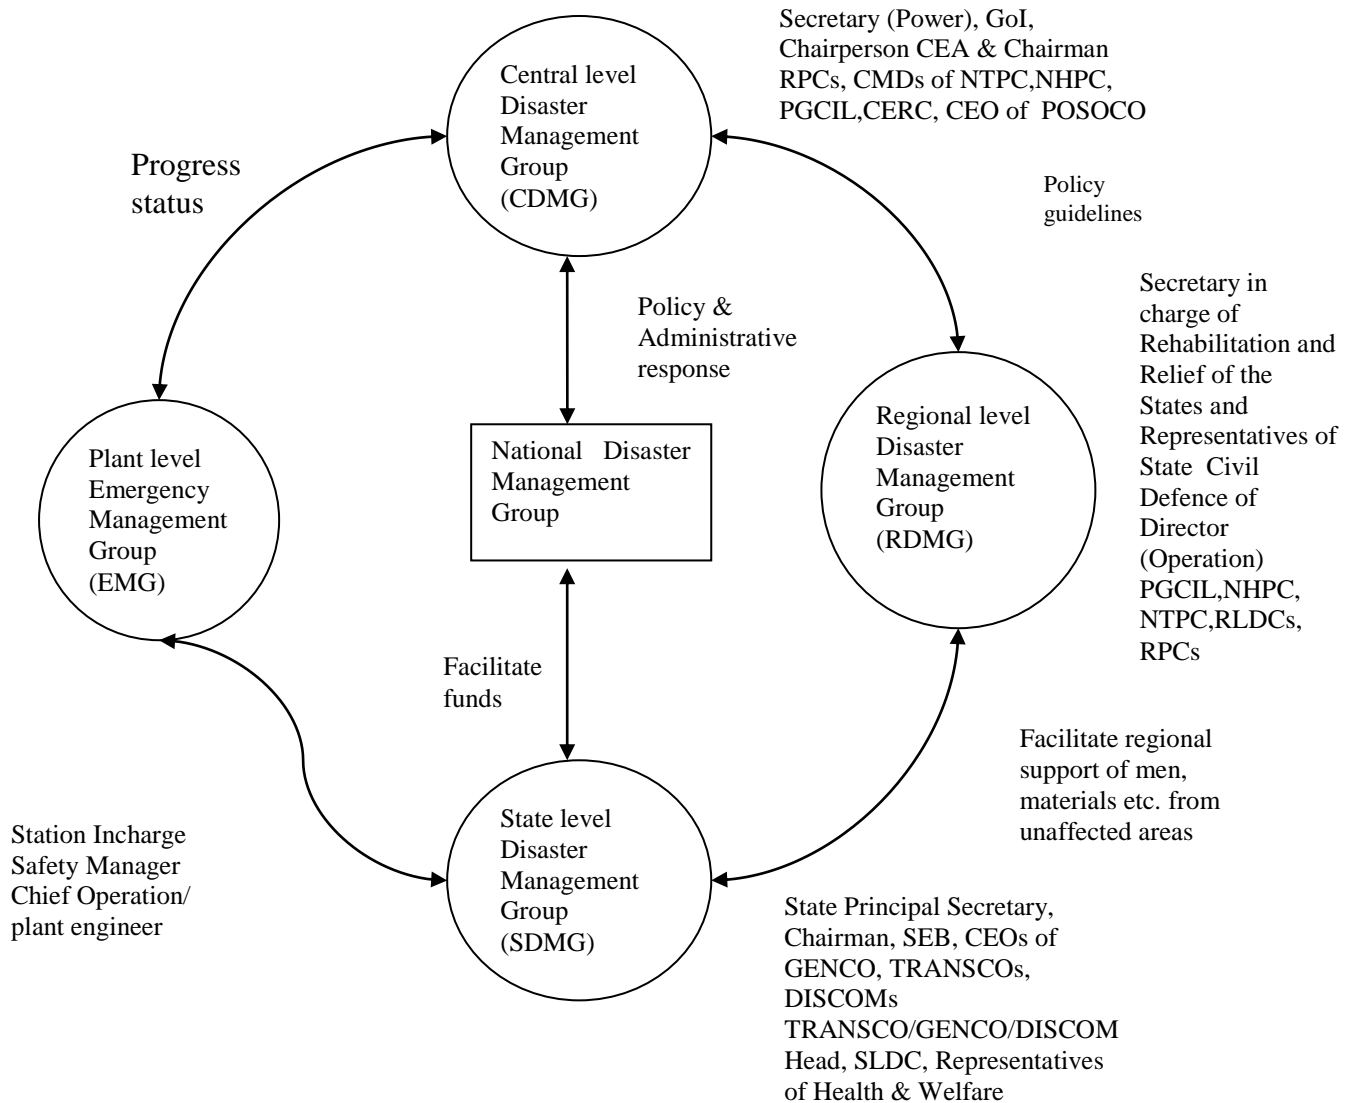 Secretary (Power), GoI,
Chairperson CEA & Chairman
RPCs, CMDs of NTPC,NHPC,
PGCIL,CERC, CEO of POSOCO
Central level
Disaster
Management
Group
(CDMG)
Progress
status
Policy
guidelines
Policy &
Administrative
response
Secretary in
charge of
Rehabilitation and
Relief of the
States and
Representatives of
State Civil
Defence of
Director
(Operation)
PGCIL,NHPC,
NTPC,RLDCs,
RPCs
Plant level
Emergency
Management
Group
(EMG)
National Disaster
Management
Group
Regional level
Disaster
Management
Group
(RDMG)
Facilitate
funds
Facilitate regional
support of men,
materials etc. from
unaffected areas
Station Incharge
Safety Manager
Chief Operation/
plant engineer
State level
Disaster
Management
Group
(SDMG)
State Principal Secretary,
Chairman, SEB, CEOs of
GENCO, TRANSCOs,
DISCOMs
TRANSCO/GENCO/DISCOM
Head, SLDC, Representatives
of Health & Welfare